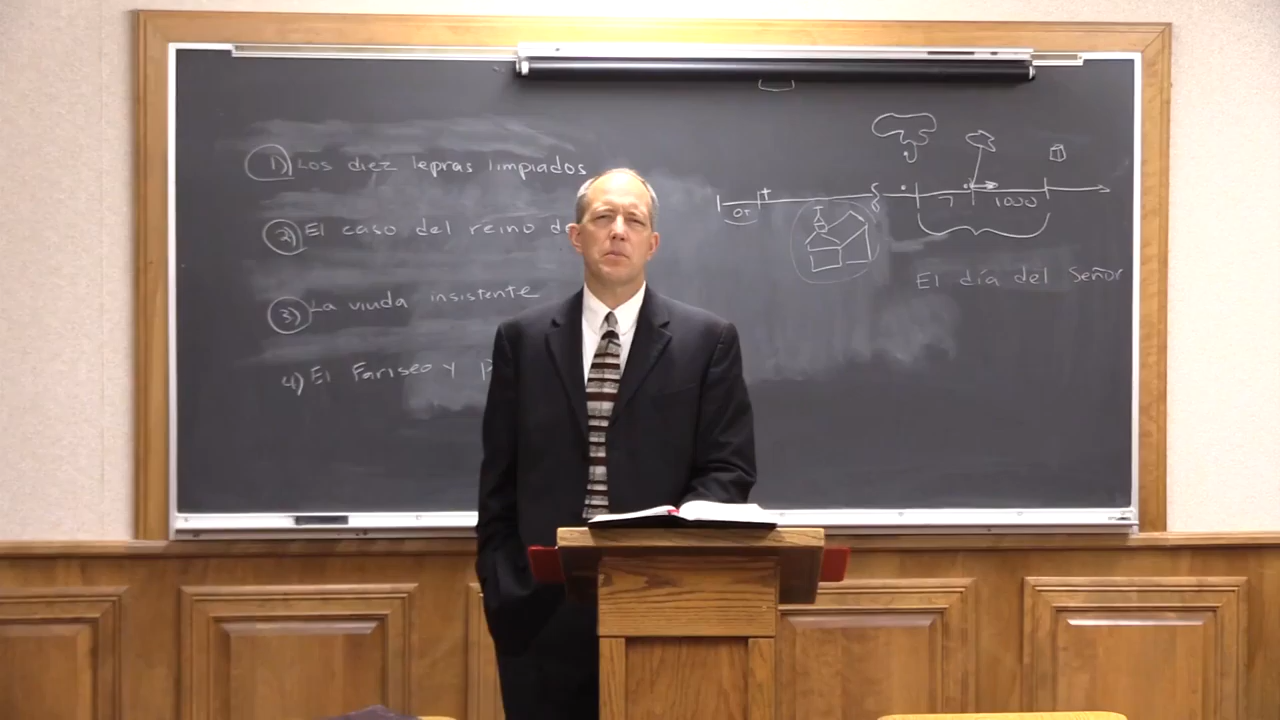 1) Los diez lepras limpiados
2) El caso del reino d
3) La viuda insistente
4) El Fariseo y P
OT
7
1000
El día del Señor